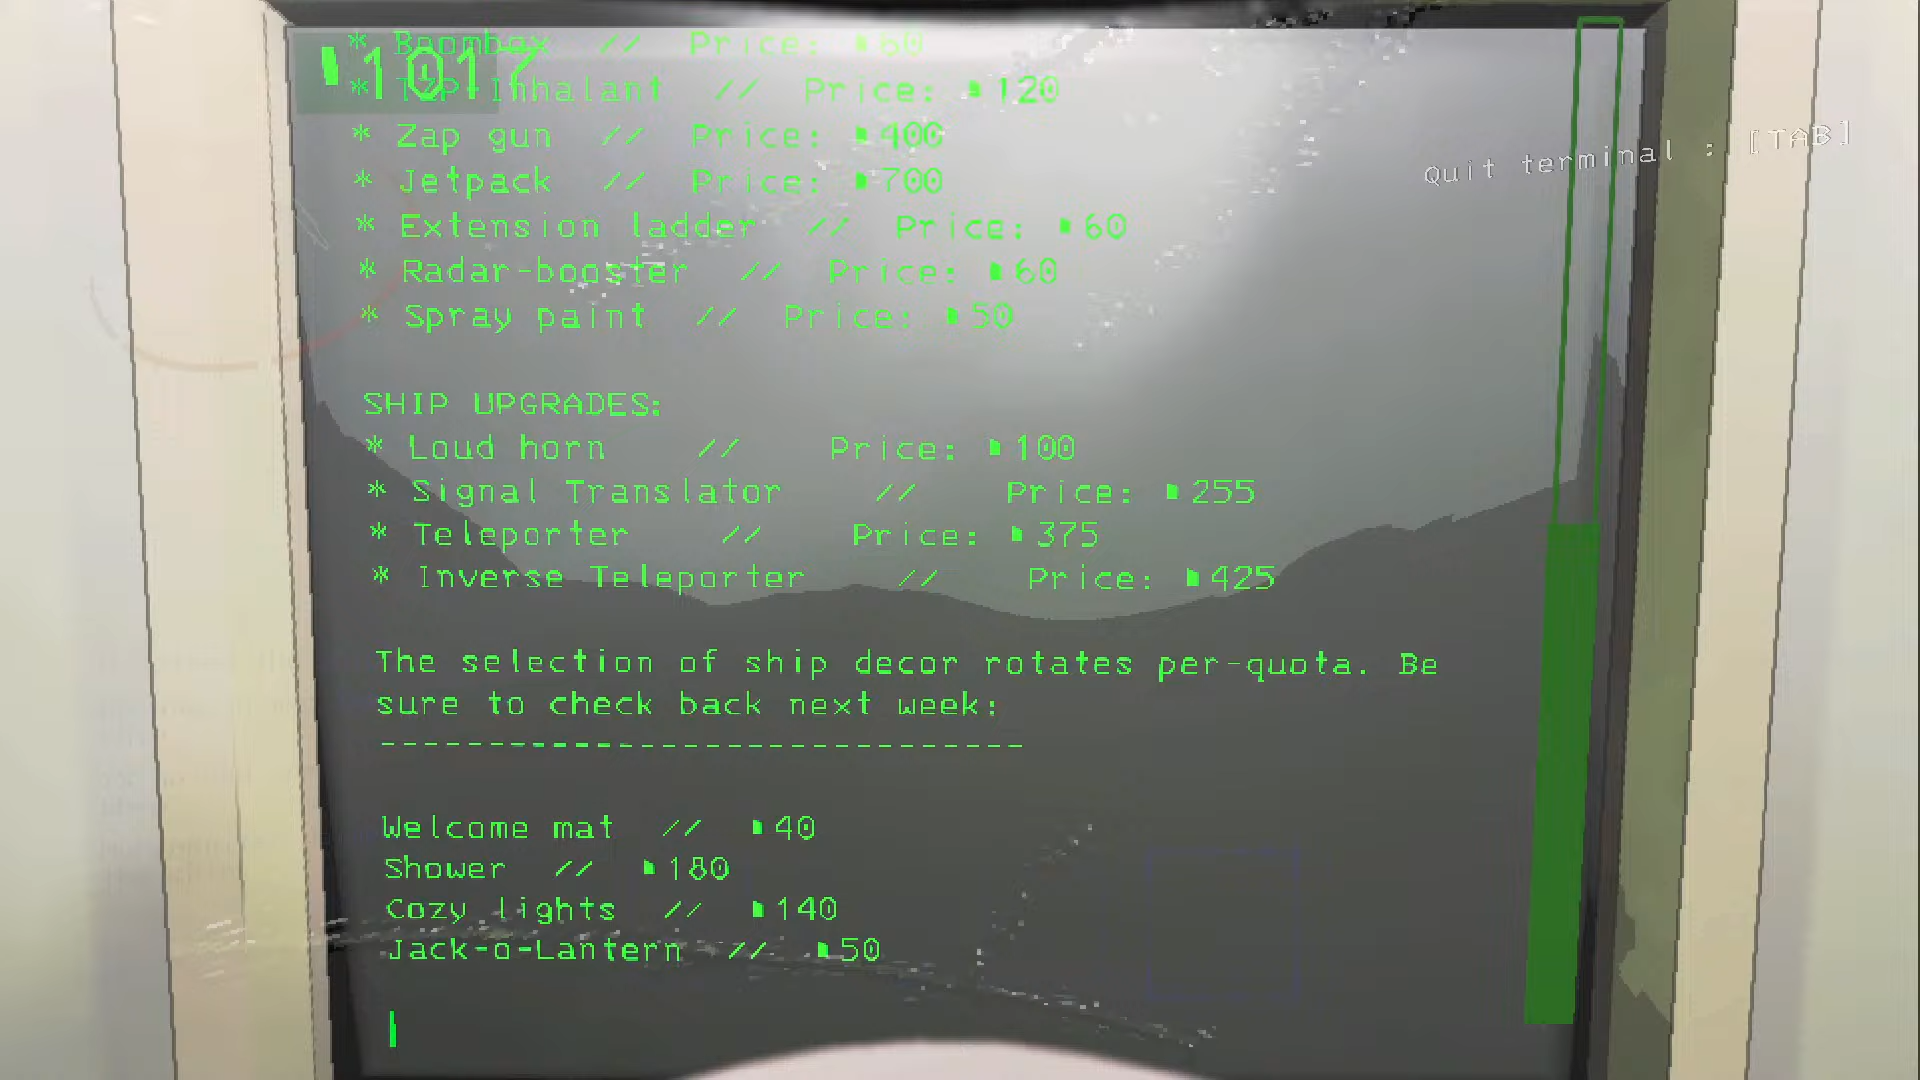 * Boombox // Price: ▮60
▮1017
* TZP-Inhalant // Price: ▮120
* Zap gun // Price: ▮400
* Jetpack // Price: ▮700
* Extension ladder // Price: ▮60
* Radar-booster // Price: ▮60
* Spray paint // Price: ▮50
Quit terminal : [TAB]
SHIP UPGRADES:
* Loud horn // Price: ▮100
* Signal Translator // Price: ▮255
* Teleporter // Price: ▮375
* Inverse Teleporter // Price: ▮425
The selection of ship decor rotates per-quota. Be
sure to check back next week:
------------------------------
Welcome mat // ▮40
Shower // ▮180
Cozy lights // ▮140
Jack-o-Lantern // ▮50